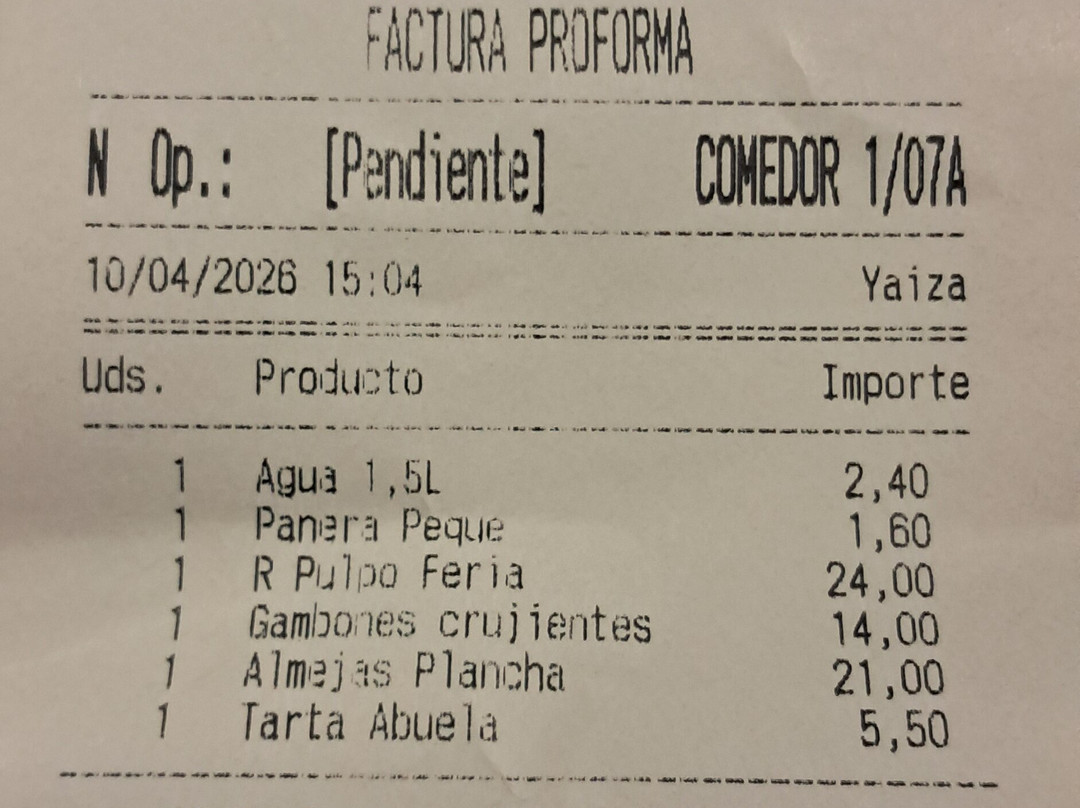 FACTURA PROFORMA
N Op.: [Pendiente] COMEDOR 1/07A
10/04/2026 15:04 Yaiza
Uds. Producto Importe
1 Agua 1,5L 2,40
1 Panera Peque 1,60
1 R Pulpo Feria 24,00
1 Gambones crujientes 14,00
1 Almejas Plancha 21,00
1 Tarta Abuela 5,50